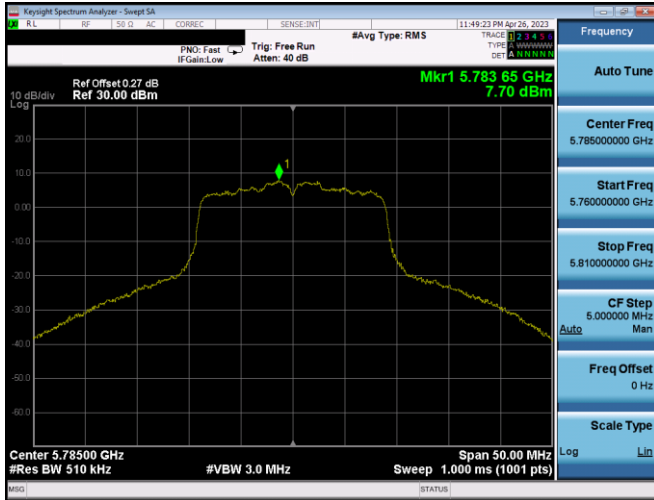 Keysight Spectrum Analyzer - Swept SA
RL RF 50 Ω AC CORREC SENSE:INT 11:49:23 PM Apr 26, 2023
#Avg Type: RMS
TRACE 1 2 3 4 5 6
PNO: Fast Trig: Free Run TYPE A WWWWW
IFGain:Low Atten: 40 dB DET A N N N N N
Mkr1 5.783 65 GHz
7.70 dBm
Ref Offset 0.27 dB
10 dB/div Ref 30.00 dBm
Log
1
20.0
10.0
0.00
-10.0
-20.0
-30.0
-40.0
-50.0
-60.0
Center 5.78500 GHz Span 50.00 MHz
#Res BW 510 kHz #VBW 3.0 MHz Sweep 1.000 ms (1001 pts)
MSG STATUS
Frequency
Auto Tune
Center Freq
5.785000000 GHz
Start Freq
5.760000000 GHz
Stop Freq
5.810000000 GHz
CF Step
5.000000 MHz
Auto Man
Freq Offset
0 Hz
Scale Type
Log Lin